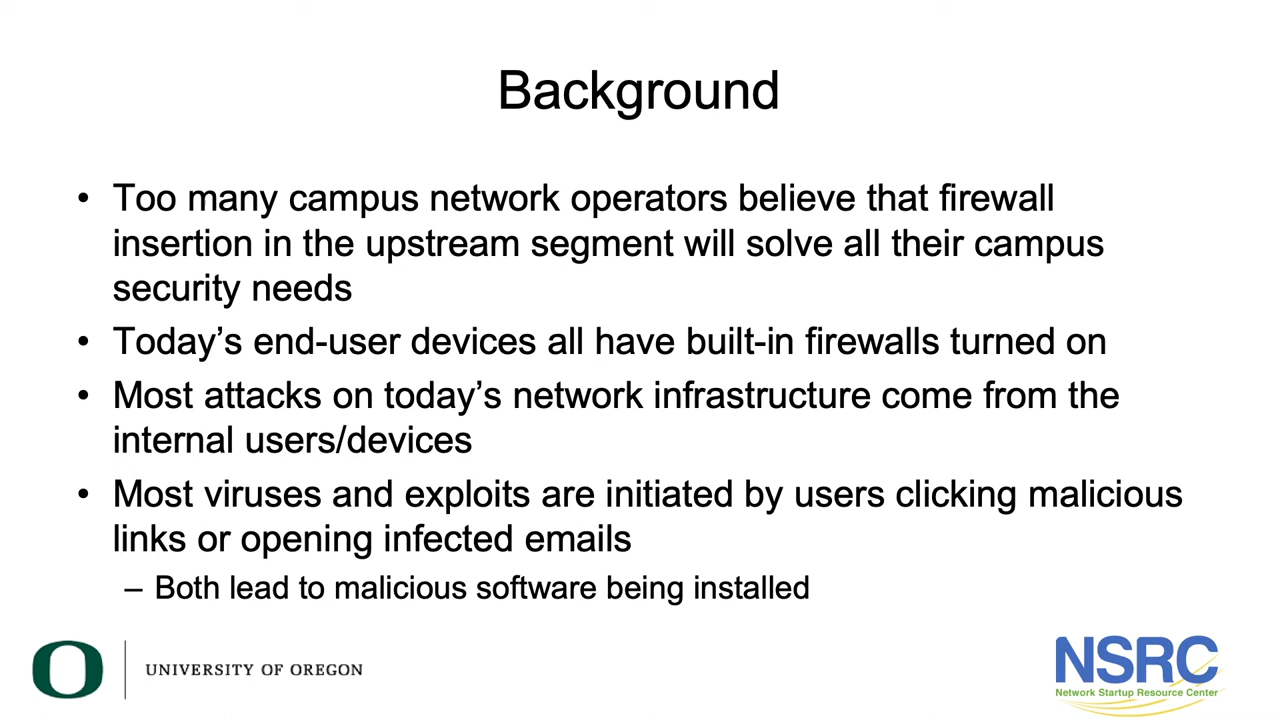 Background
• Too many campus network operators believe that firewall
insertion in the upstream segment will solve all their campus
security needs
• Today’s end-user devices all have built-in firewalls turned on
• Most attacks on today’s network infrastructure come from the
internal users/devices
• Most viruses and exploits are initiated by users clicking malicious
links or opening infected emails
– Both lead to malicious software being installed
O UNIVERSITY OF OREGON
NSRC
Network Startup Resource Center